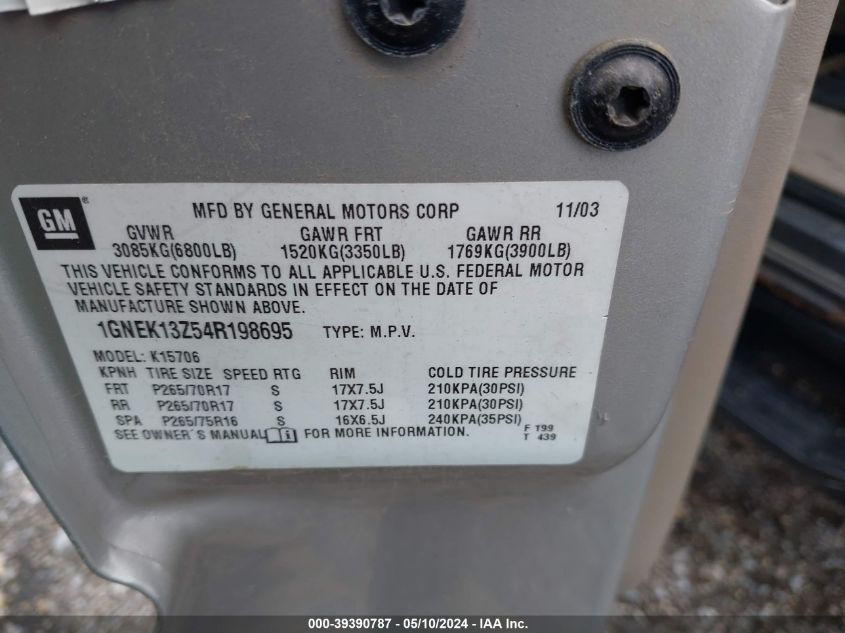 GM ®
MFD BY GENERAL MOTORS CORP 11/03
GVWR GAWR FRT GAWR RR
3085KG(6800LB) 1520KG(3350LB) 1769KG(3900LB)
THIS VEHICLE CONFORMS TO ALL APPLICABLE U.S. FEDERAL MOTOR
VEHICLE SAFETY STANDARDS IN EFFECT ON THE DATE OF
MANUFACTURE SHOWN ABOVE.
1GNEK13Z54R198695 TYPE: M.P.V.
MODEL: K15706
KPNH TIRE SIZE SPEED RTG RIM COLD TIRE PRESSURE
FRT P265/70R17 S 17X7.5J 210KPA(30PSI)
RR P265/70R17 S 17X7.5J 210KPA(30PSI)
SPA P265/75R16 S 16X6.5J 240KPA(35PSI)
SEE OWNER'S MANUAL i FOR MORE INFORMATION.
F 199
T 439
000-39390787 - 05/10/2024 - IAA Inc.